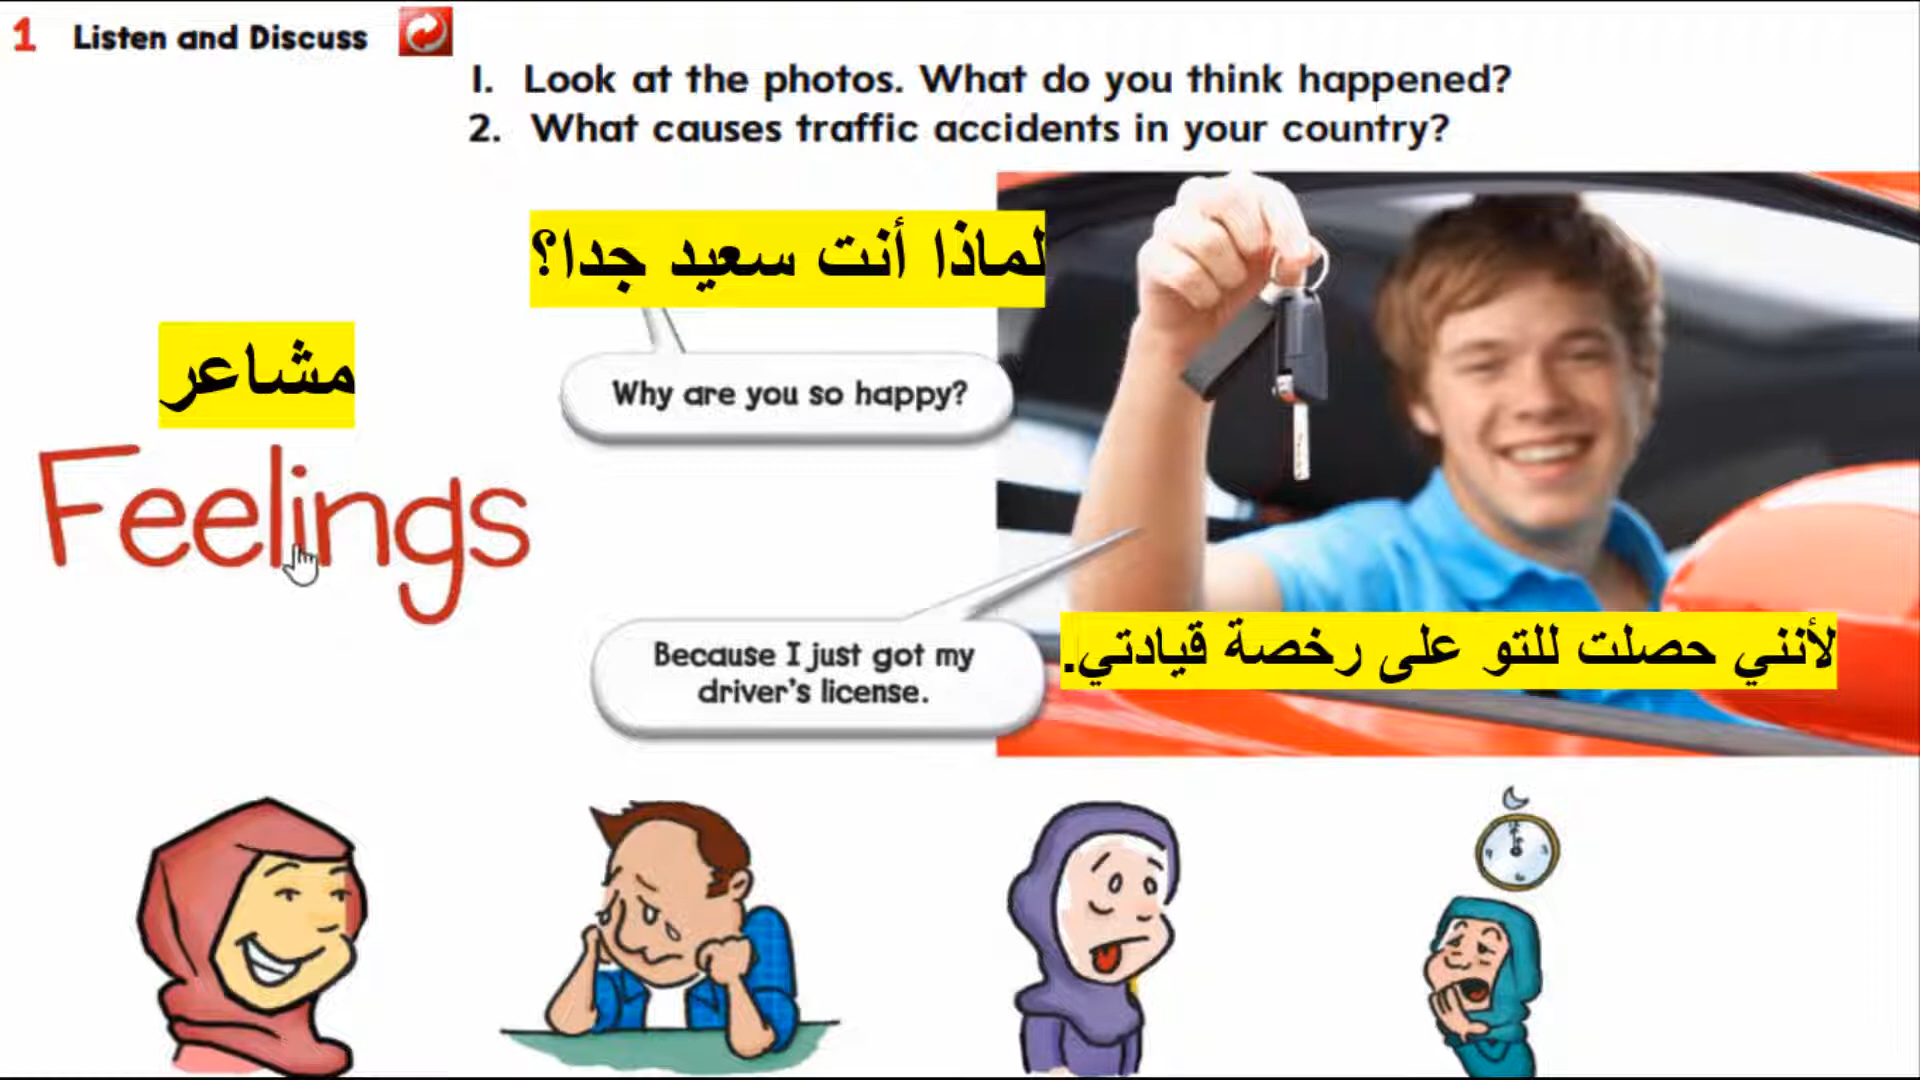 1 Listen and Discuss
1. Look at the photos. What do you think happened?
2. What causes traffic accidents in your country?
لماذا أنت سعيد جدا؟
مشاعر
Why are you so happy?
Feelings
Because I just got my
driver's license.
لأنني حصلت للتو على رخصة قيادتي.